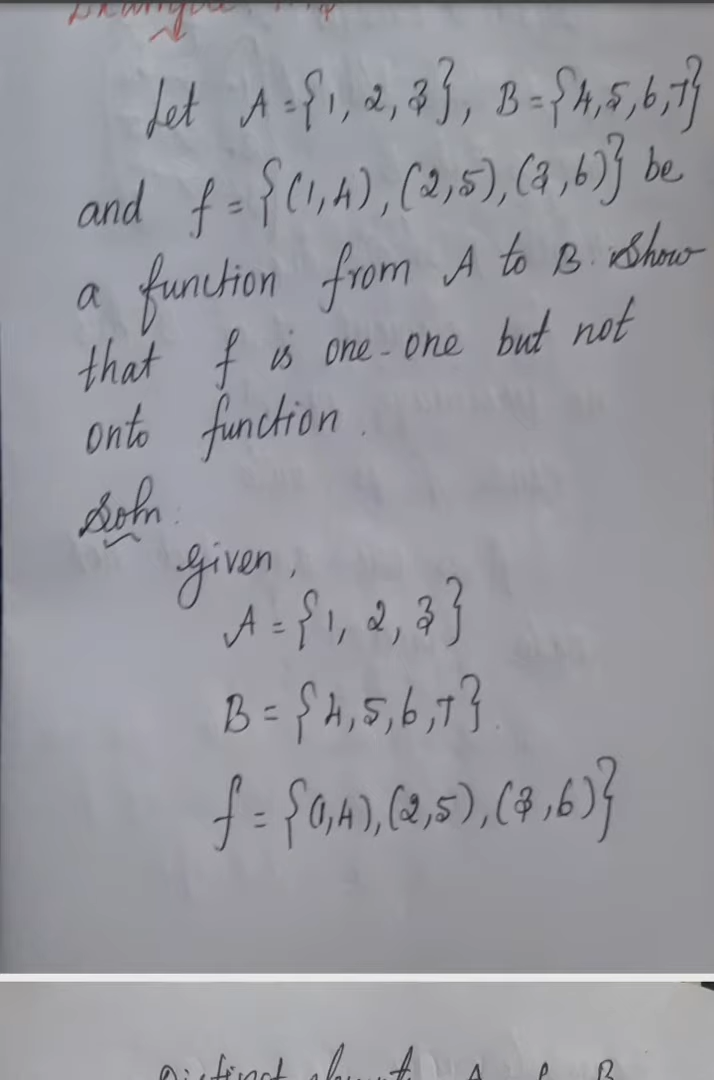 Let A = {1, 2, 3}, B = {4, 5, 6, 7}
and f = {(1,4), (2,5), (3,6)} be
a function from A to B. Show
that f is one-one but not
onto function.
Soln.
Given,
A = {1, 2, 3}
B = {4, 5, 6, 7}.
f = {(1,4), (2,5), (3,6)}